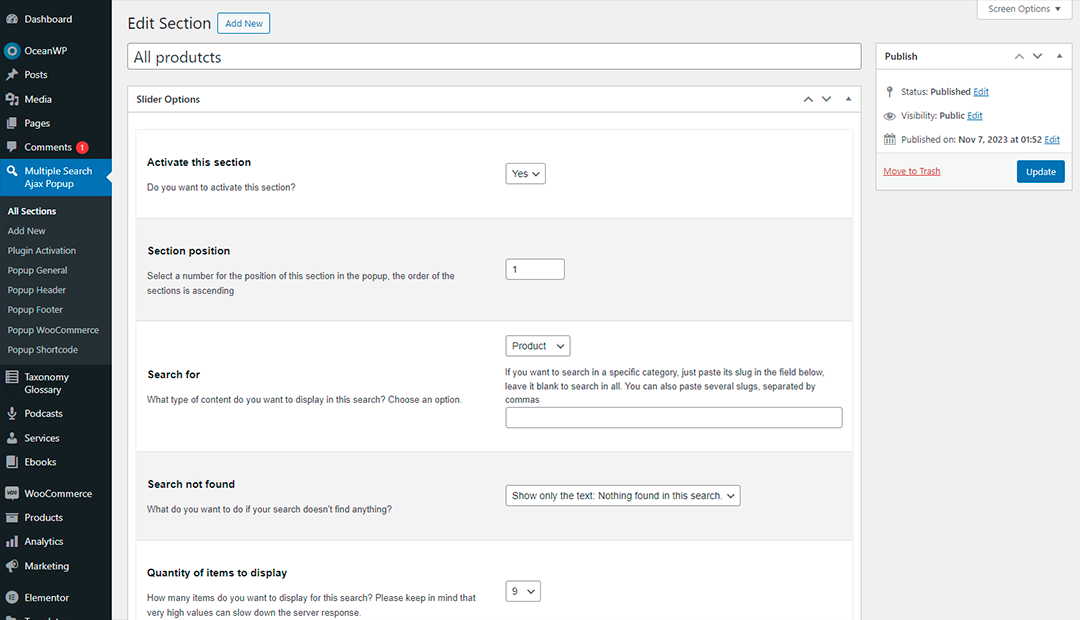 Dashboard
OceanWP
Posts
Media
Pages
Comments 1
Multiple Search
Ajax Popup
All Sections
Add New
Plugin Activation
Popup General
Popup Header
Popup Footer
Popup WooCommerce
Popup Shortcode
Taxonomy
Glossary
Podcasts
Services
Ebooks
WooCommerce
Products
Analytics
Marketing
Elementor
Screen Options
Edit Section
Add New
All produtcts
Slider Options
Activate this section
Do you want to activate this section?
Yes
Section position
Select a number for the position of this section in the popup, the order of the
sections is ascending
1
Search for
What type of content do you want to display in this search? Choose an option.
Product
If you want to search in a specific category, just paste its slug in the field below,
leave it blank to search in all. You can also paste several slugs, separated by
commas
Search not found
What do you want to do if your search doesn't find anything?
Show only the text: Nothing found in this search.
Quantity of items to display
How many items do you want to display for this search? Please keep in mind that
very high values can slow down the server response.
9
Publish
Status: Published Edit
Visibility: Public Edit
Published on: Nov 7, 2023 at 01:52 Edit
Move to Trash
Update